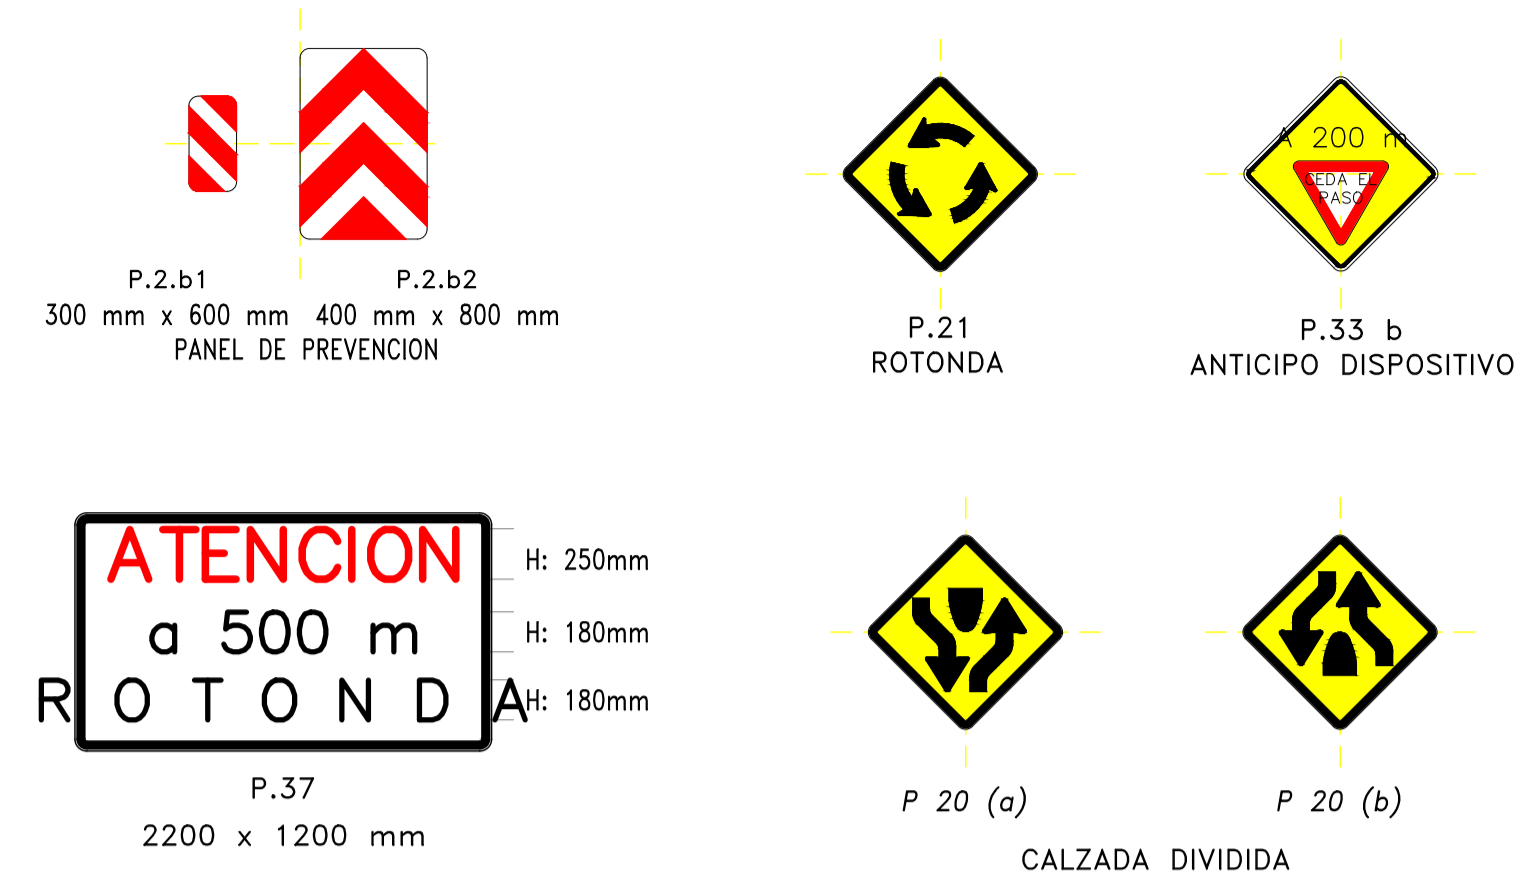 P.2.b1
P.2.b2
300 mm x 600 mm
400 mm x 800 mm
PANEL DE PREVENCION
P.21
ROTONDA
A 200 m
CEDA EL
PASO
P.33 b
ANTICIPO DISPOSITIVO
ATENCION
H: 250mm
a 500 m
H: 180mm
R O T O N D A
H: 180mm
P.37
2200 x 1200 mm
P 20 (a)
P 20 (b)
CALZADA DIVIDIDA